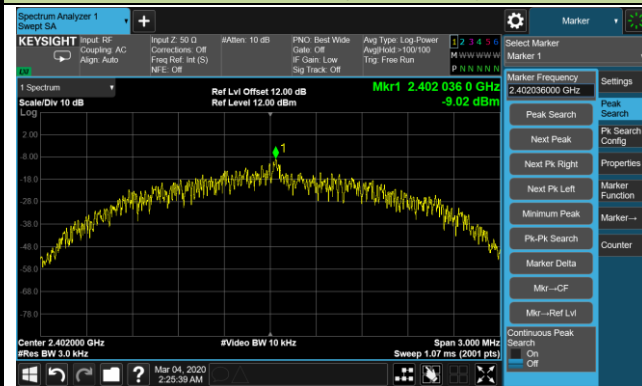 Spectrum Analyzer 1
Swept SA
+
Marker
KEYSIGHT
Input: RF
Coupling: AC
Align: Auto
Input Z: 50 Ω
Corrections: Off
Freq Ref: Int (S)
NFE: Off
#Atten: 10 dB
PNO: Best Wide
Gate: Off
IF Gain: Low
Sig Track: Off
Avg Type: Log-Power
Avg|Hold:>100/100
Trig: Free Run
1 2 3 4 5 6
M W W W W W
P N N N N N
Select Marker
Marker 1
1 Spectrum
Scale/Div 10 dB
Log
Ref Lvl Offset 12.00 dB
Ref Level 12.00 dBm
Mkr1 2.402 036 0 GHz
-9.02 dBm
2.00
-8.00
-18.0
-28.0
-38.0
-48.0
-58.0
-68.0
-78.0
1
Center 2.402000 GHz
#Res BW 3.0 kHz
#Video BW 10 kHz
Span 3.000 MHz
Sweep 1.07 ms (2001 pts)
Marker Frequency
2.402036000 GHz
Peak Search
Next Peak
Next Pk Right
Next Pk Left
Minimum Peak
Pk-Pk Search
Marker Delta
Mkr→CF
Mkr→Ref Lvl
Continuous Peak
Search
On
Off
Settings
Peak
Search
Pk Search
Config
Properties
Marker
Function
Marker→
Counter
?
Mar 04, 2020
2:25:39 AM